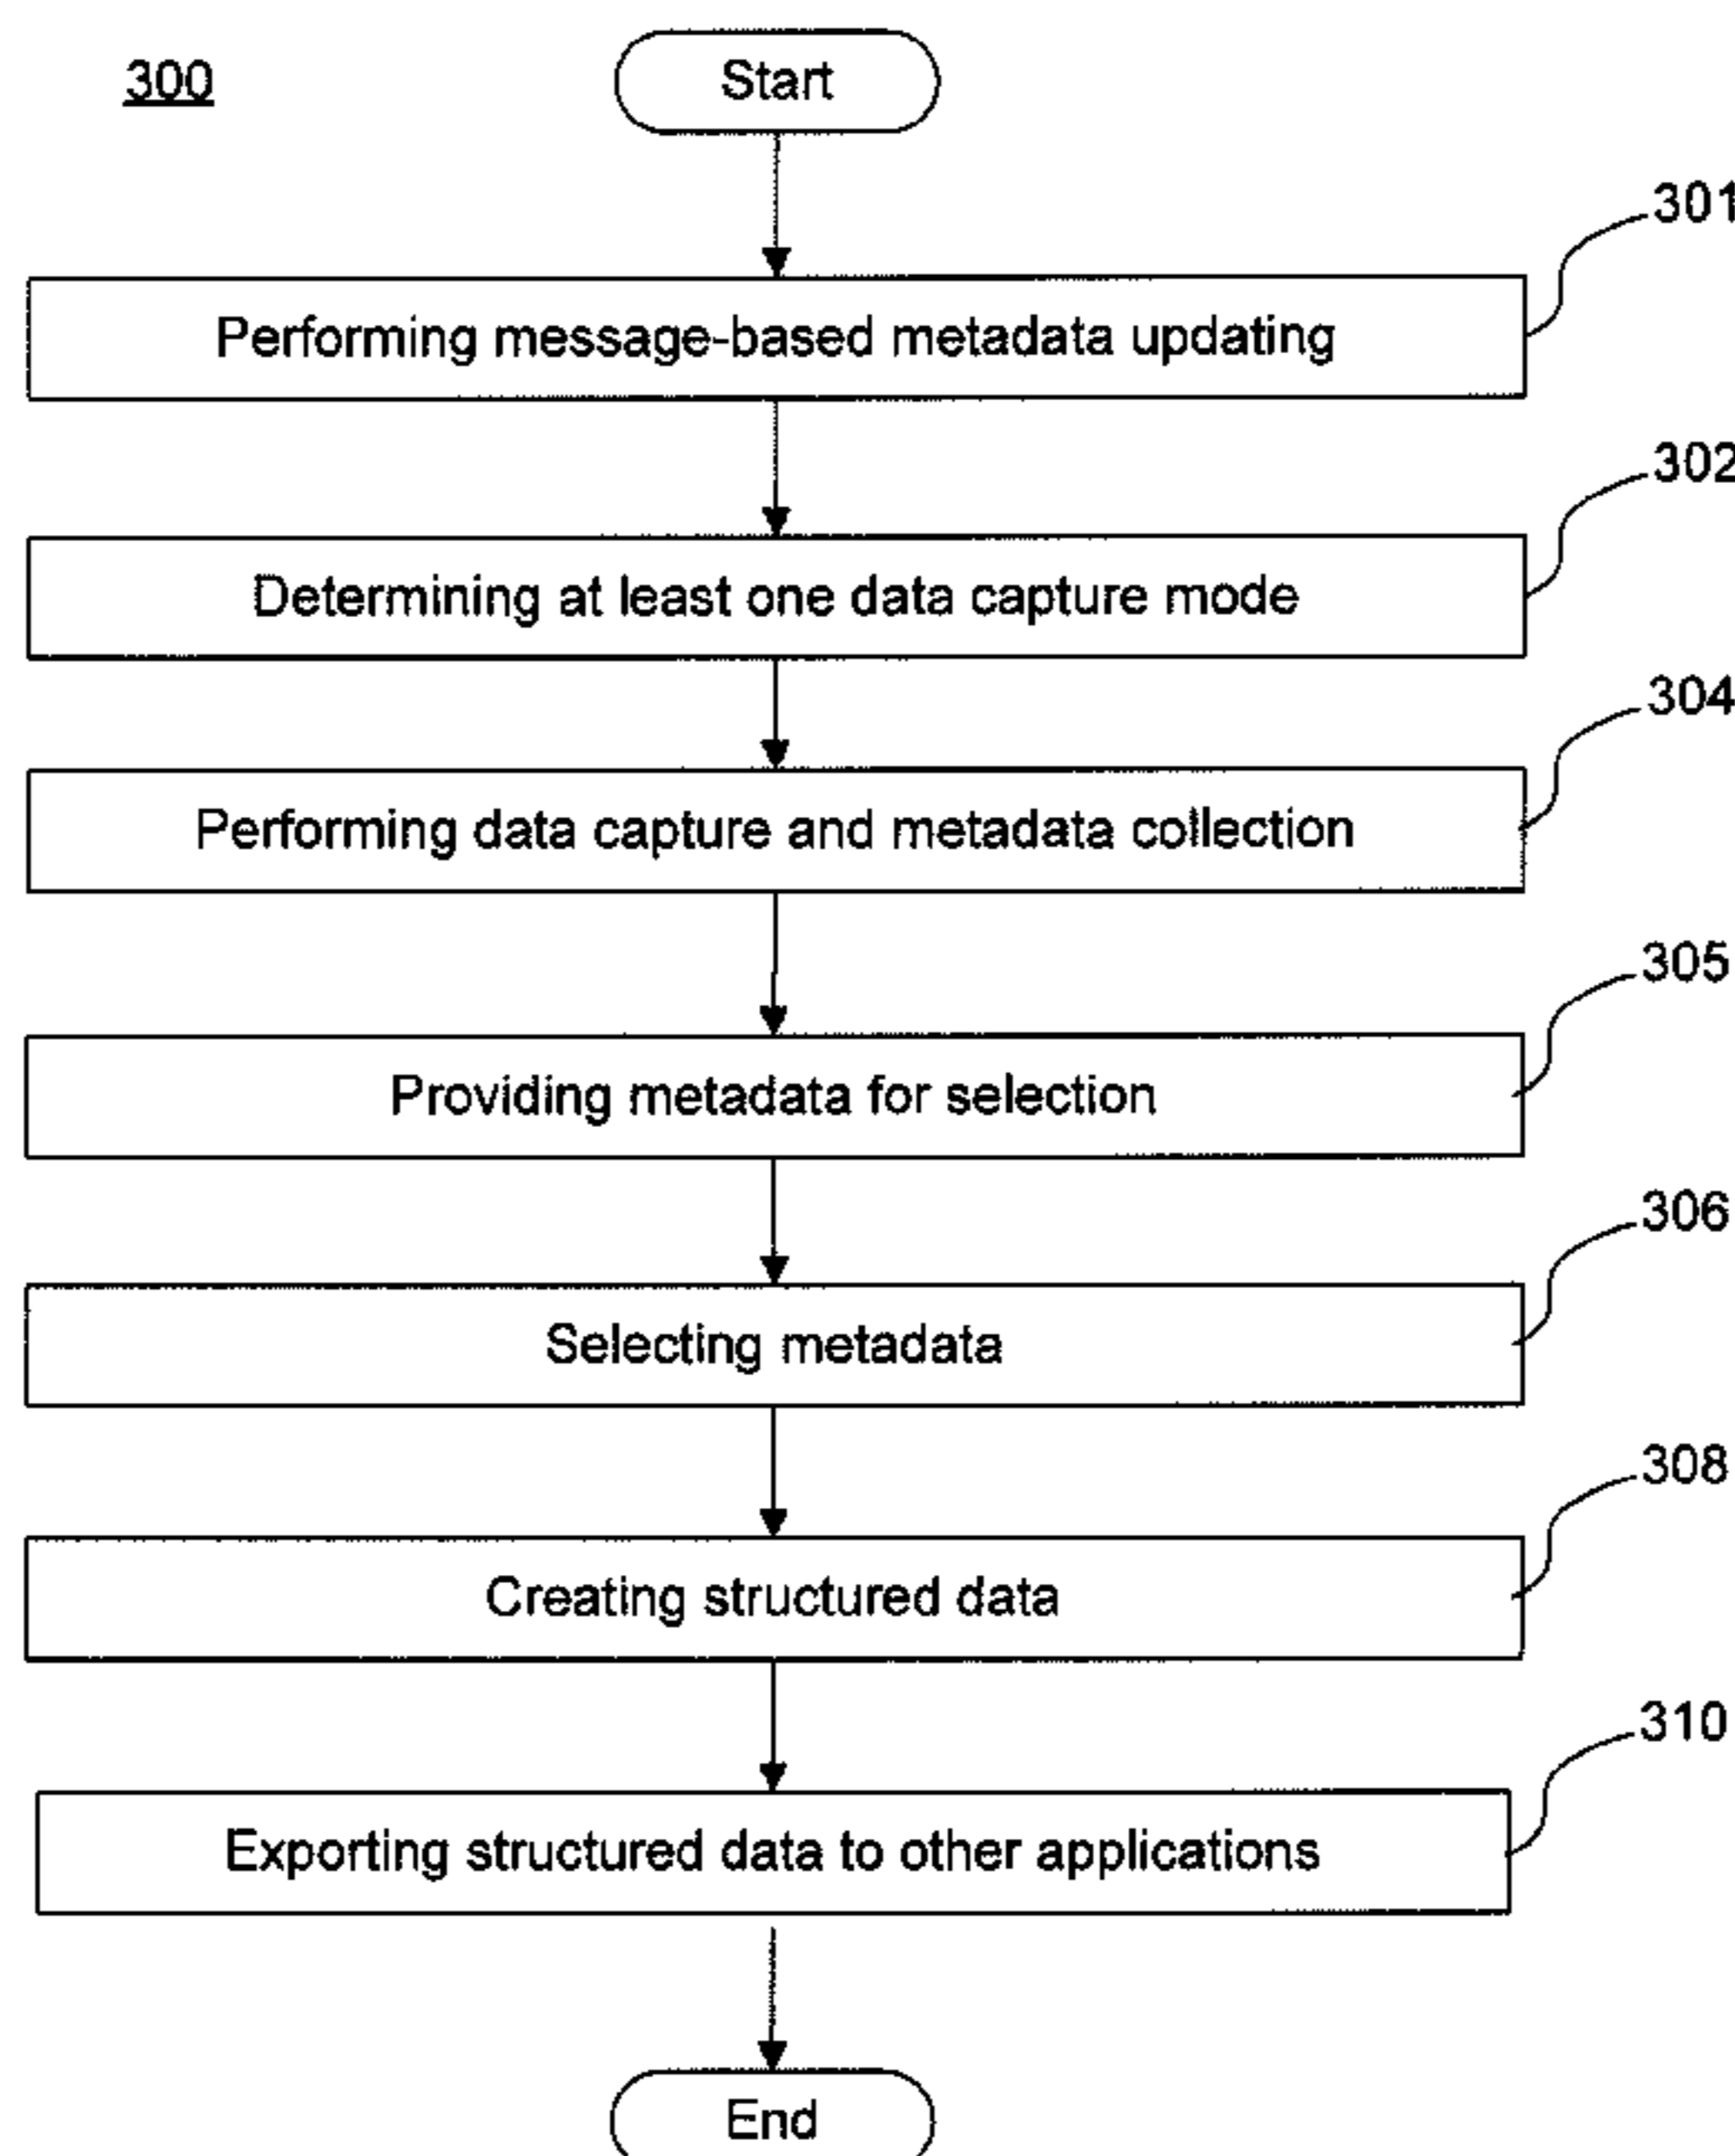 300
Start
301
Performing message-based metadata updating
302
Determining at least one data capture mode
304
Performing data capture and metadata collection
305
Providing metadata for selection
306
Selecting metadata
308
Creating structured data
310
Exporting structured data to other applications
End